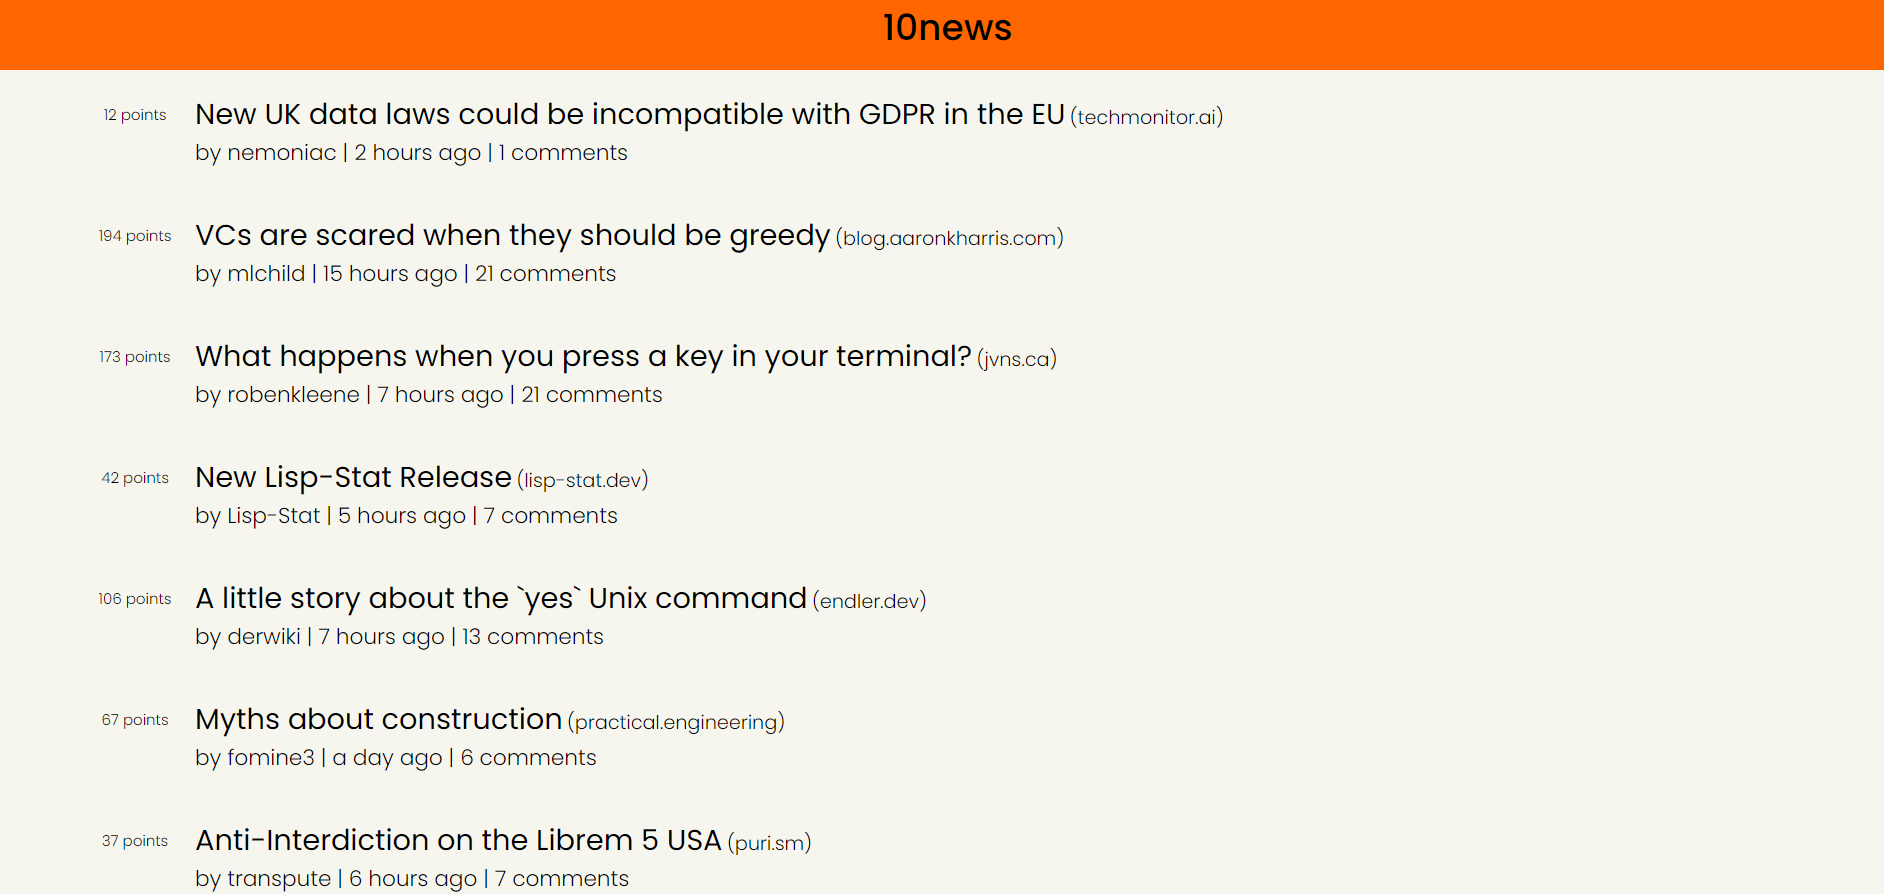 10news
12 points
New UK data laws could be incompatible with GDPR in the EU (techmonitor.ai)
by nemoniac | 2 hours ago | 1 comments
194 points
VCs are scared when they should be greedy (blog.aaronkharris.com)
by mlchild | 15 hours ago | 21 comments
173 points
What happens when you press a key in your terminal? (jvns.ca)
by robenkleene | 7 hours ago | 21 comments
42 points
New Lisp-Stat Release (lisp-stat.dev)
by Lisp-Stat | 5 hours ago | 7 comments
106 points
A little story about the `yes` Unix command (endler.dev)
by derwiki | 7 hours ago | 13 comments
67 points
Myths about construction (practical.engineering)
by fomine3 | a day ago | 6 comments
37 points
Anti-Interdiction on the Librem 5 USA (puri.sm)
by transpute | 6 hours ago | 7 comments